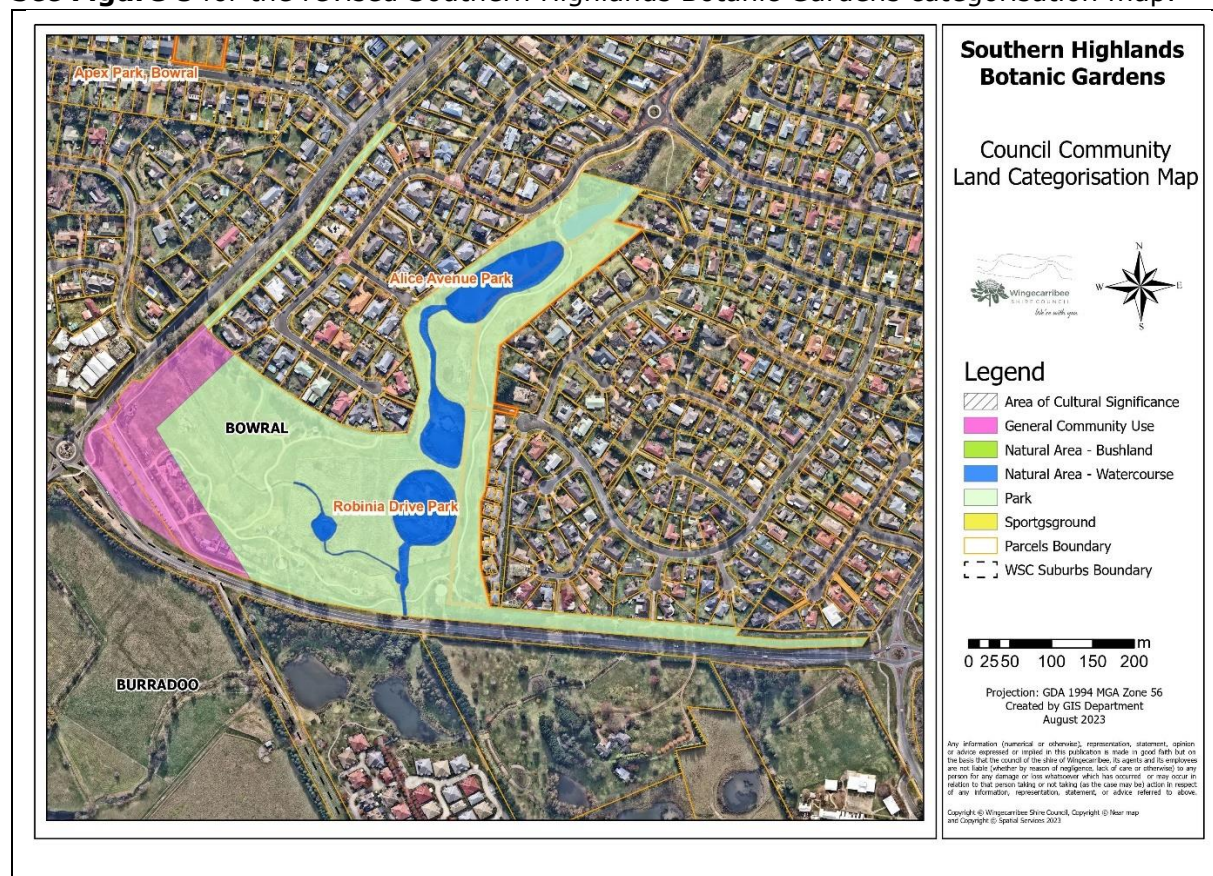 See Figure 3 for the revised Southern Highlands Botanic Gardens categorisation map.
Apex Park, Bowral
Alice Avenue Park
BOWRAL
Robinia Drive Park
BURRADOO
Southern Highlands
Botanic Gardens
Council Community
Land Categorisation Map
Wingecarribee
SHIRE COUNCIL
We're with you
N
W
E
S
Legend
Area of Cultural Significance
General Community Use
Natural Area - Bushland
Natural Area - Watercourse
Park
Sportgsground
Parcels Boundary
WSC Suburbs Boundary
m
0 25 50 100 150 200
Projection: GDA 1994 MGA Zone 56
Created by GIS Department
August 2023
Any information (numerical or otherwise), representation, statement, opinion
or advice expressed or implied in this publication is made in good faith but on
the basis that the council of the shire of Wingecarribee, its agents and its employees
are not liable (whether by reason of negligence, lack of care or otherwise) to any
person for any damage or loss whatsoever which has occurred or may occur in
relation to that person taking or not taking (as the case may be) action in respect
of any information, representation, statement, or advice referred to above.
Copyright © Wingecarribee Shire Council, Copyright © Near map
and Copyright © Spatial Services 2023